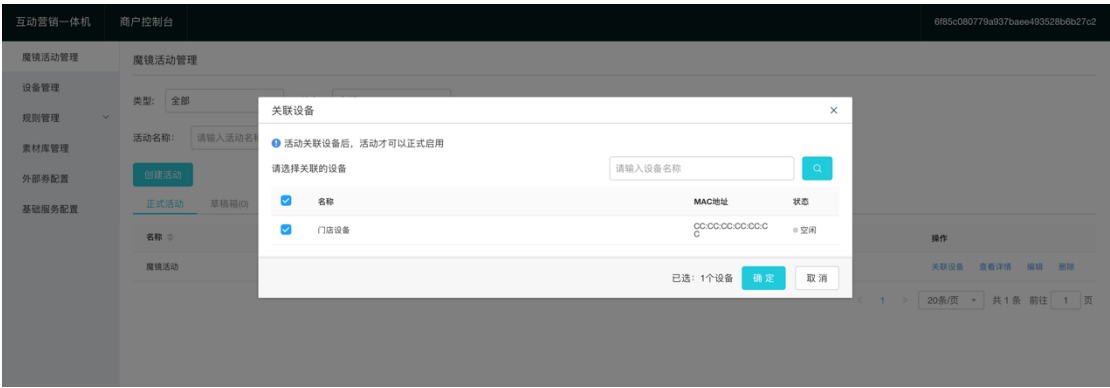 互动营销一体机
商户控制台
6f85c080779a937baee493528b6b27c2
魔镜活动管理
设备管理
规则管理
素材库管理
外部券配置
基础服务配置
魔镜活动管理
类型: 全部
活动名称: 请输入活动名称
创建活动
正式活动 草稿箱(0)
名称 操作
魔镜活动 关联设备 查看详情 编辑 删除
< 1 > 20条/页 共 1 条 前往 1 页
关联设备 ×
活动关联设备后，活动才可以正式启用
请选择关联的设备 请输入设备名称
名称 MAC地址 状态
门店设备 CC:CC:CC:CC:CC:C
C 空闲
已选: 1个设备 确 定 取 消